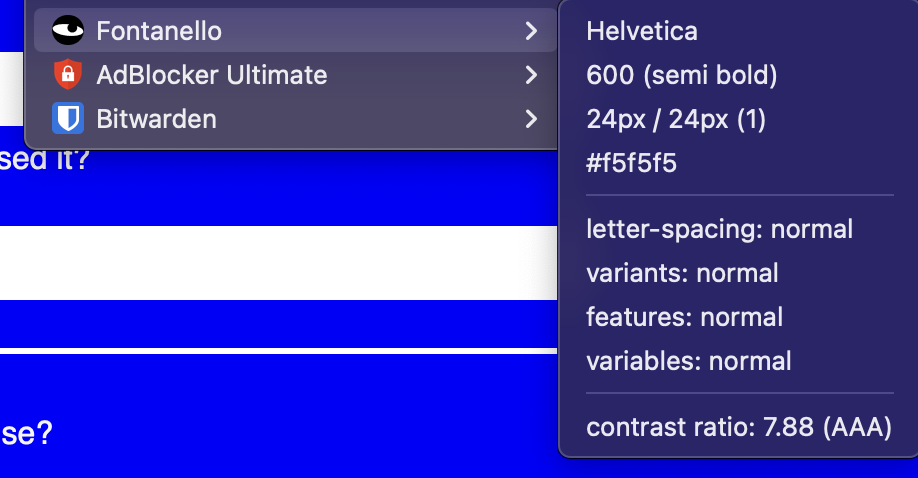 Fontanello
AdBlocker Ultimate
Bitwarden
Helvetica
600 (semi bold)
24px / 24px (1)
#f5f5f5
letter-spacing: normal
variants: normal
features: normal
variables: normal
contrast ratio: 7.88 (AAA)
sed it?
se?